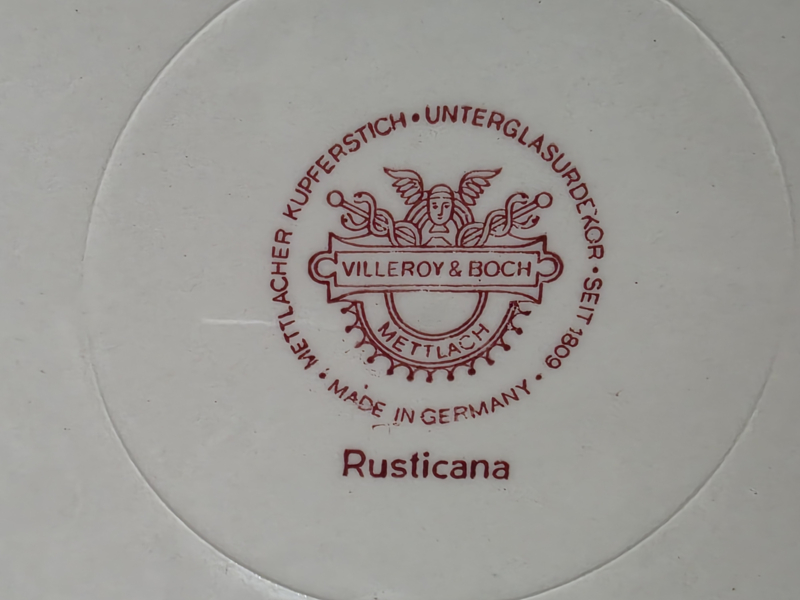 METTLACHER KUPFERSTICH • UNTERGLASURDEKOR • SEIT 1809 •
VILLEROY & BOCH
METTLACH
MADE IN GERMANY •
Rusticana